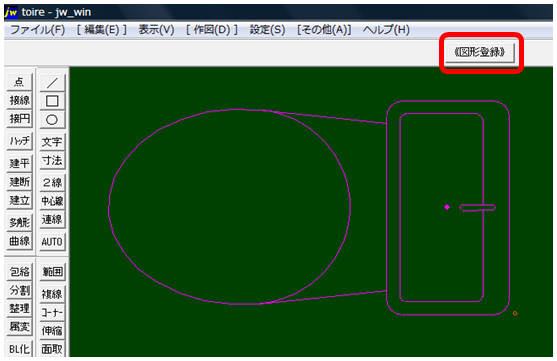 toire - jw_win
ファイル(F) [ 編集(E) ] 表示(V) [ 作図(D) ] 設定(S) [その他(A)] ヘルプ(H)
《図形登録》
点 ／
接線 □
接円 ○
ハッチ 文字
建平 寸法
建断 2線
建立 中心線
多角形 連線
曲線 AUTO
包絡 範囲
分割 複線
整理 コーナー
属変 伸縮
BL化 面取